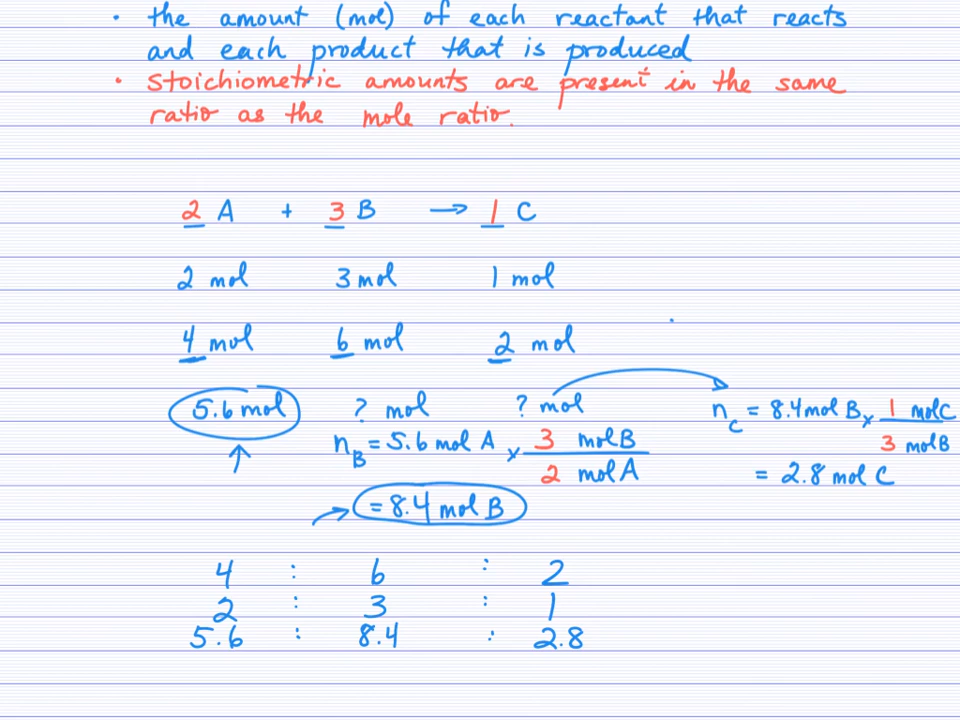 • the amount (mol) of each reactant that reacts
and each product that is produced
• stoichiometric amounts are present in the same
ratio as the mole ratio.
2 A + 3 B → 1 C
2 mol 3 mol 1 mol
4 mol 6 mol 2 mol
5.6 mol ? mol ? mol
n_B = 5.6 mol A × 3 mol B / 2 mol A
= 8.4 mol B
n_C = 8.4 mol B × 1 mol C / 3 mol B
= 2.8 mol C
4 : 6 : 2
2 : 3 : 1
5.6 : 8.4 : 2.8